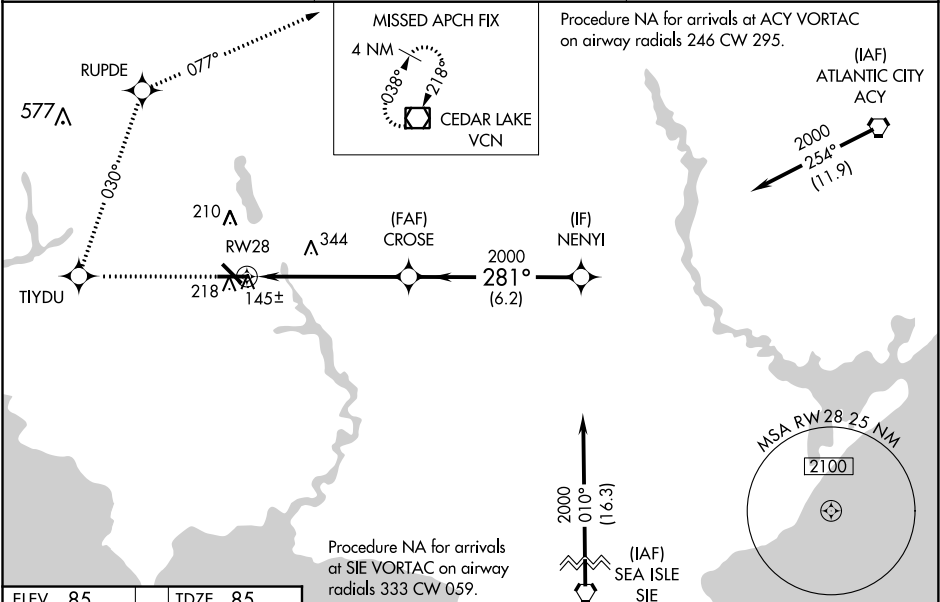 MISSED APCH FIX
4 NM
038°
218°
CEDAR LAKE
VCN
Procedure NA for arrivals at ACY VORTAC
on airway radials 246 CW 295.
(IAF)
ATLANTIC CITY
ACY
2000
254°
(11.9)
RUPDE
077°
577
030°
210
RW28
344
(FAF)
CROSE
(IF)
NENYI
2000
281°
(6.2)
TIYDU
218
145±
MSA RW28 25 NM
2100
2000
010°
(16.3)
(IAF)
SEA ISLE
SIE
Procedure NA for arrivals
at SIE VORTAC on airway
radials 333 CW 059.
ELEV 85
TDZE 85